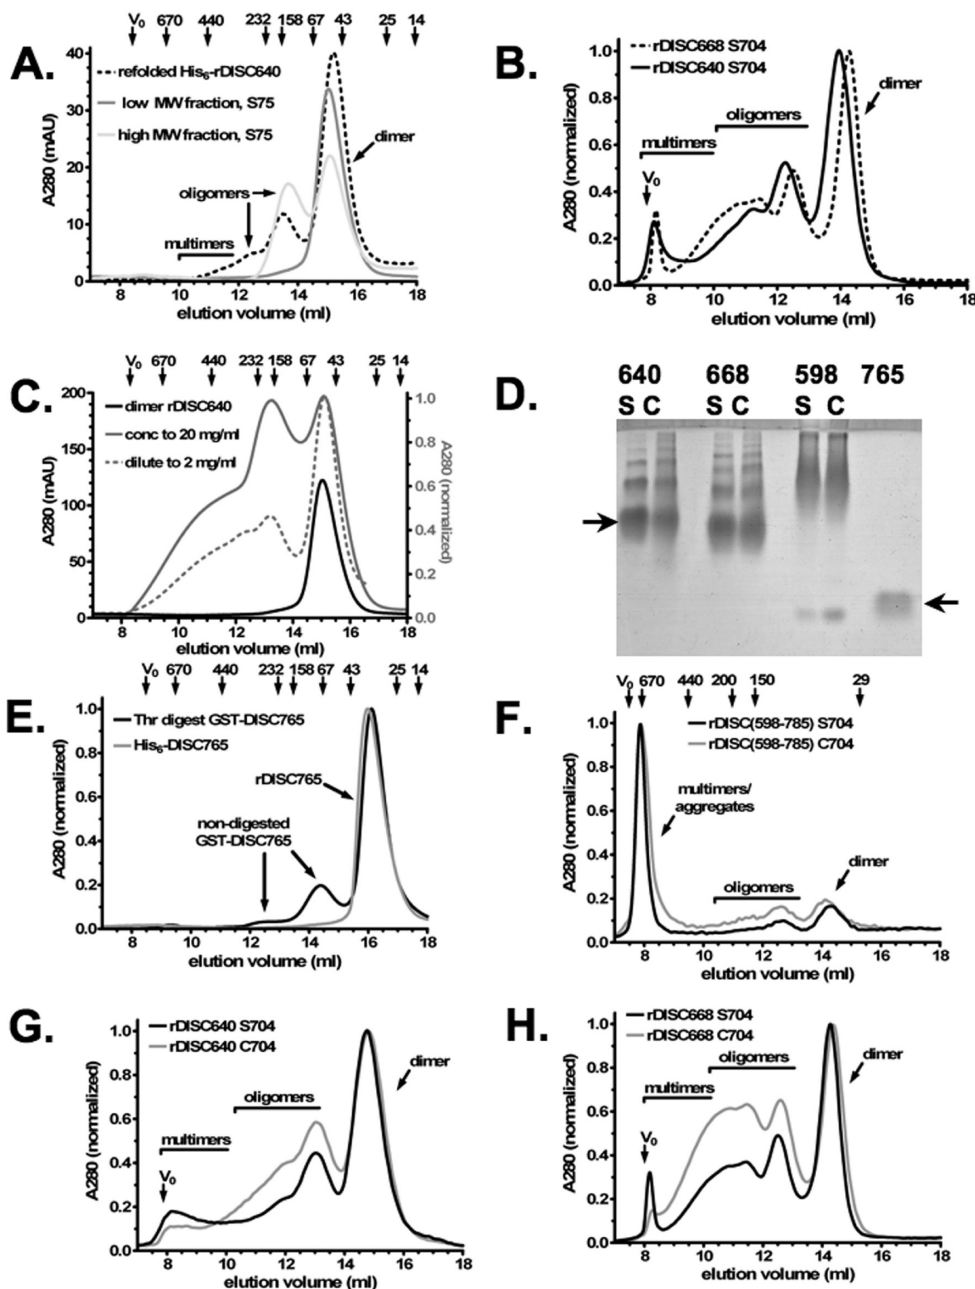 V0 670 440 232 158 67 43 25 14
A.
refolded His6-rDISC640
low MW fraction, S75
high MW fraction, S75
dimer
oligomers
multimers
A280 (mAU)
40
30
20
10
0
8 10 12 14 16 18
elution volume (ml)
B.
rDISC668 S704
rDISC640 S704
dimer
oligomers
multimers
V0
A280 (normalized)
1.0
0.8
0.6
0.4
0.2
0.0
8 10 12 14 16 18
elution volume (ml)
V0 670 440 232 158 67 43 25 14
C.
dimer rDISC640
conc to 20 mg/ml
dilute to 2 mg/ml
A280 (mAU)
200
150
100
50
0
A280 (normalized)
1.0
0.8
0.6
0.4
0.2
0.0
8 10 12 14 16 18
elution volume (ml)
D.
640 668 598 765
S C S C S C
V0 670 440 232 158 67 43 25 14
E.
Thr digest GST-DISC765
His6-DISC765
rDISC765
non-digested
GST-DISC765
A280 (normalized)
1.0
0.8
0.6
0.4
0.2
0.0
8 10 12 14 16 18
elution volume (ml)
V0 670 440 200 150 29
F.
rDISC(598-785) S704
rDISC(598-785) C704
multimers/
aggregates
dimer
oligomers
A280 (normalized)
1.0
0.8
0.6
0.4
0.2
0.0
8 10 12 14 16 18
elution volume (ml)
G.
rDISC640 S704
rDISC640 C704
dimer
oligomers
multimers
V0
A280 (normalized)
1.0
0.8
0.6
0.4
0.2
0.0
8 10 12 14 16 18
elution volume (ml)
H.
rDISC668 S704
rDISC668 C704
oligomers
dimer
multimers
V0
A280 (normalized)
1.0
0.8
0.6
0.4
0.2
0.0
8 10 12 14 16 18
elution volume (ml)